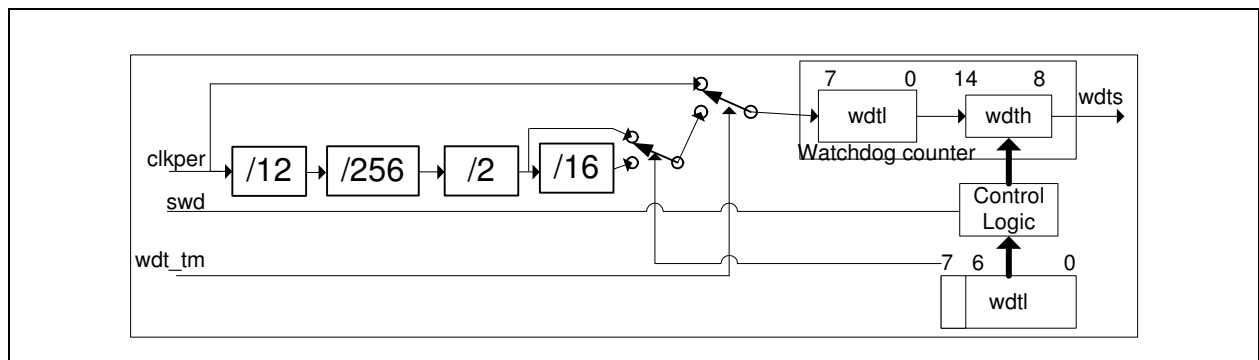 7 0 14 8
wdts
wdtl wdth
Watchdog counter
clkper
/12 /256 /2 /16
swd
Control
Logic
wdt_tm
7 6 0
wdtl